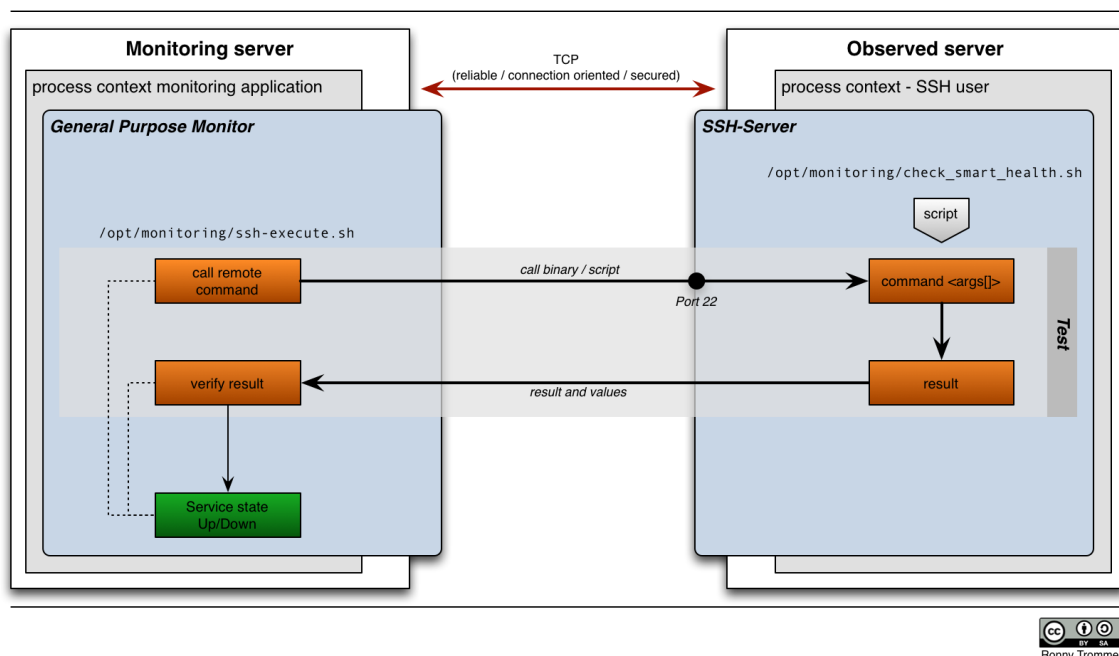 Monitoring server
Observed server
TCP
(reliable / connection oriented / secured)
process context monitoring application
process context - SSH user
General Purpose Monitor
SSH-Server
/opt/monitoring/check_smart_health.sh
script
/opt/monitoring/ssh-execute.sh
call remote
command
call binary / script
Port 22
command <args[]>
Test
verify result
result and values
result
Service state
Up/Down
cc
BY SA
Ronny